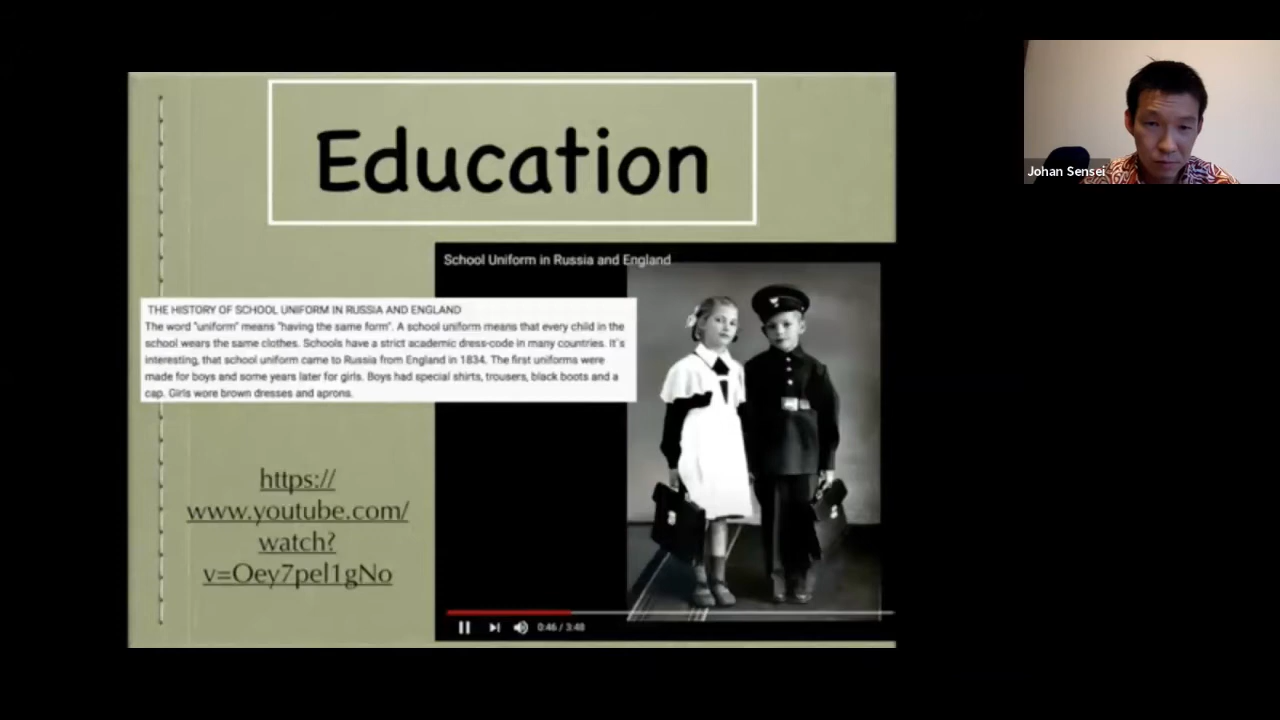 Education
School Uniform in Russia and England
THE HISTORY OF SCHOOL UNIFORM IN RUSSIA AND ENGLAND
The word "uniform" means "having the same form". A school uniform means that every child in the
school wears the same clothes. Schools have a strict academic dress-code in many countries. It's
interesting, that school uniform came to Russia from England in 1834. The first uniforms were
made for boys and some years later for girls. Boys had special shirts, trousers, black boots and a
cap. Girls wore brown dresses and aprons.
https://
www.youtube.com/
watch?
v=Oey7pel1gNo
0:46 / 3:48
Johan Sensei